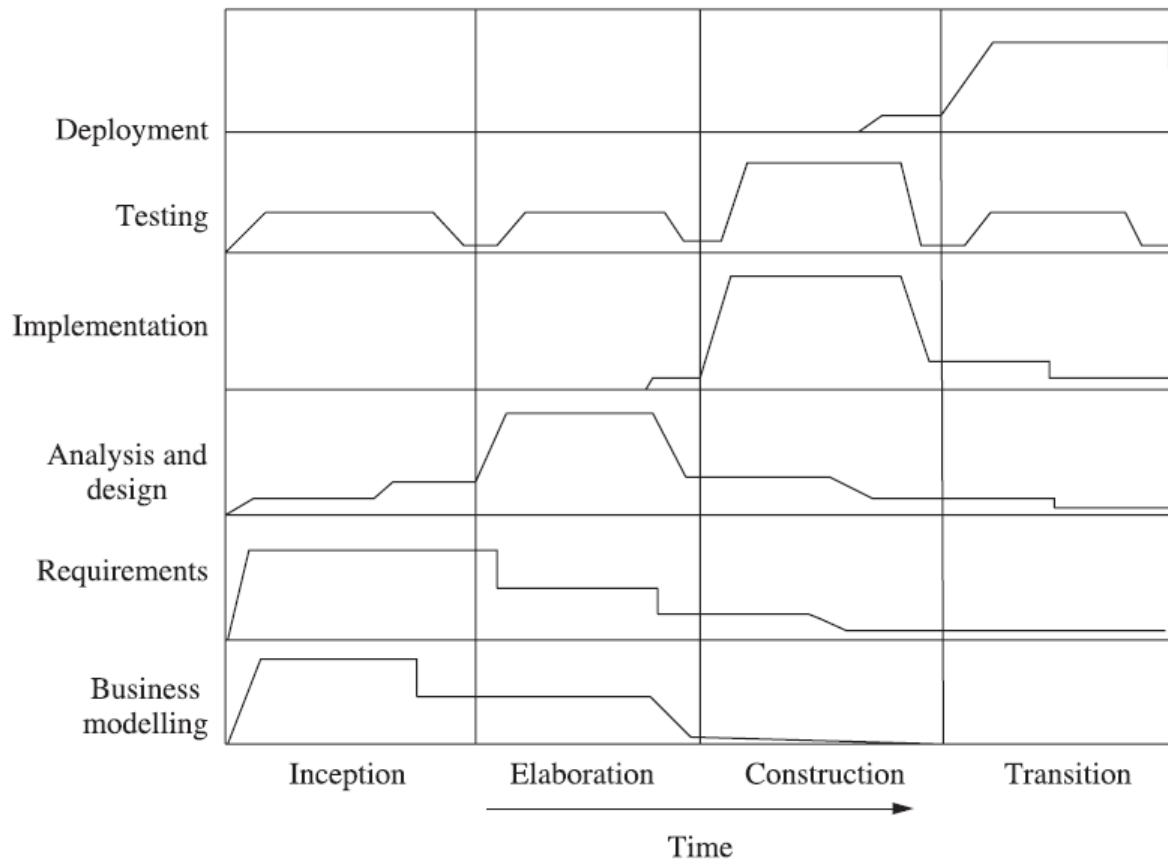 Deployment
Testing
Implementation
Analysis and
design
Requirements
Business
modelling
Inception
Elaboration
Construction
Transition
Time